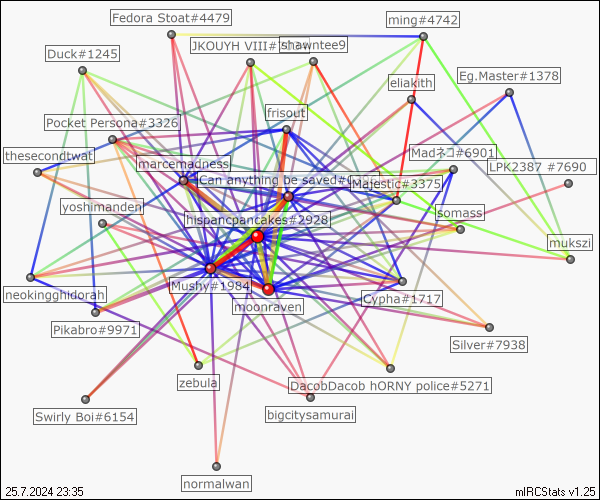 Fedora Stoat#4479
ming#4742
JKOUYH VIII#
shawntee9
Duck#1245
eliakith
Eg.Master#1378
frisout
Pocket Persona#3326
thesecondtwat
marcemadness
Madネコ#6901
LPK2387 #7690
Can anything be saved#
Majestic#3375
yoshimanden
hispancpancakes#2928
somass
mukszi
neokingghidorah
Mushy#1984
moonraven
Cypha#1717
Pikabro#9971
Silver#7938
zebula
DacobDacob hORNY police#5271
Swirly Boi#6154
bigcitysamurai
normalwan
25.7.2024 23:35
mIRCStats v1.25